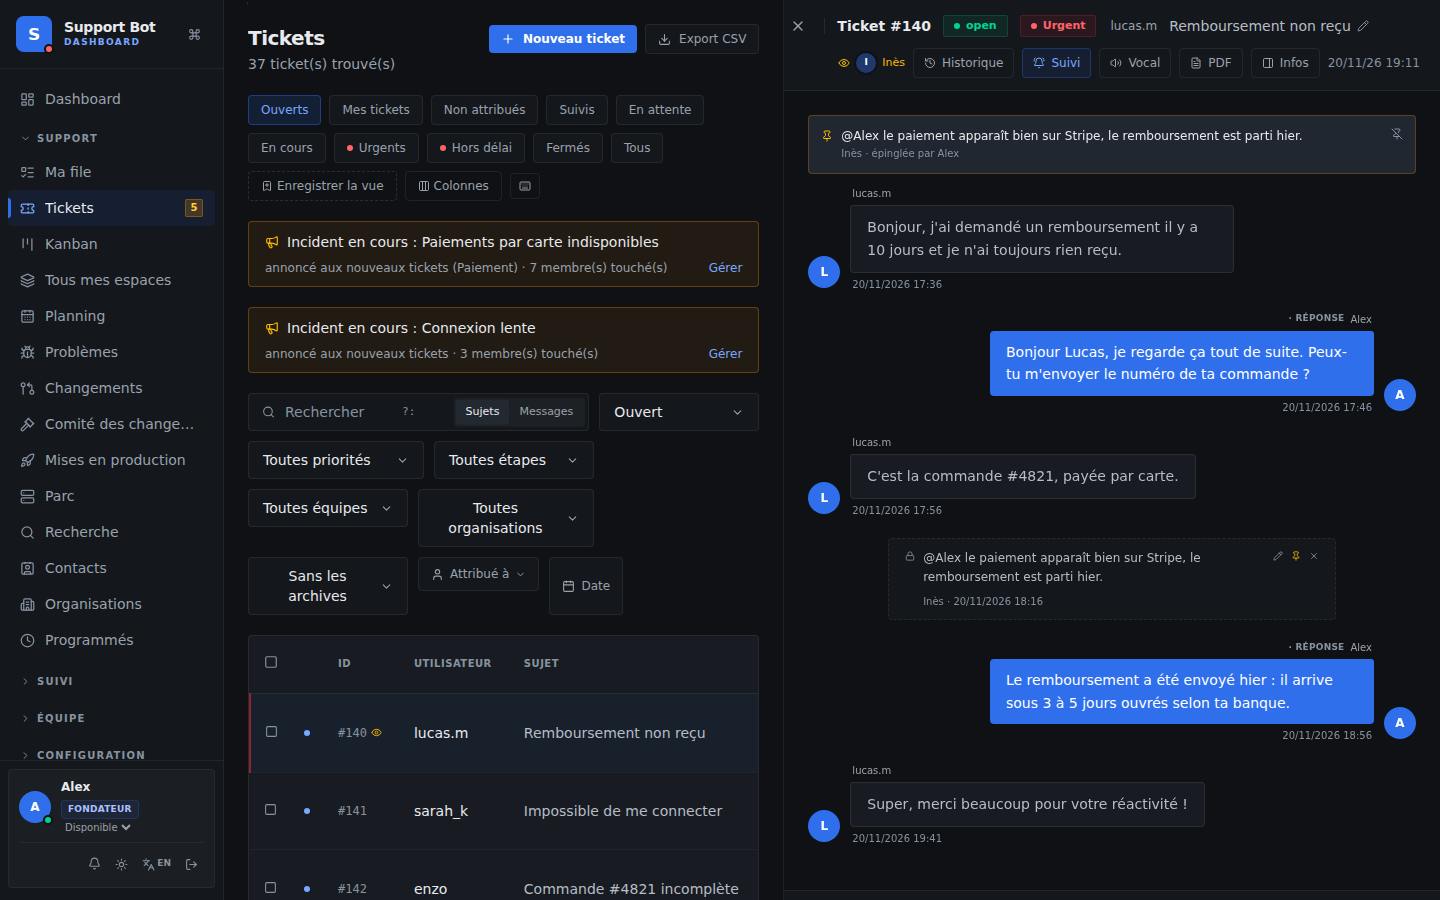 S
Support Bot
DASHBOARD
⌘
Dashboard
SUPPORT
Ma file
Tickets
5
Kanban
Tous mes espaces
Planning
Problèmes
Changements
Comité des change…
Mises en production
Parc
Recherche
Contacts
Organisations
Programmés
SUIVI
ÉQUIPE
CONFIGURATION
A
Alex
FONDATEUR
Disponible
EN
Tickets
37 ticket(s) trouvé(s)
Nouveau ticket
Export CSV
Ouverts
Mes tickets
Non attribués
Suivis
En attente
En cours
Urgents
Hors délai
Fermés
Tous
Enregistrer la vue
Colonnes
Incident en cours : Paiements par carte indisponibles
annoncé aux nouveaux tickets (Paiement) · 7 membre(s) touché(s)
Gérer
Incident en cours : Connexion lente
annoncé aux nouveaux tickets · 3 membre(s) touché(s)
Gérer
Rechercher
?:
Sujets
Messages
Ouvert
Toutes priorités
Toutes étapes
Toutes équipes
Toutes
organisations
Sans les
archives
Attribué à
Date
ID
UTILISATEUR
SUJET
#140
lucas.m
Remboursement non reçu
#141
sarah_k
Impossible de me connecter
#142
enzo
Commande #4821 incomplète
Ticket #140
open
Urgent
lucas.m
Remboursement non reçu
I
Inès
Historique
Suivi
Vocal
PDF
Infos
20/11/26 19:11
@Alex le paiement apparaît bien sur Stripe, le remboursement est parti hier.
Inès · épinglée par Alex
lucas.m
Bonjour, j'ai demandé un remboursement il y a
10 jours et je n'ai toujours rien reçu.
L
20/11/2026 17:36
· RÉPONSE Alex
Bonjour Lucas, je regarde ça tout de suite. Peux-
tu m'envoyer le numéro de ta commande ?
A
20/11/2026 17:46
lucas.m
C'est la commande #4821, payée par carte.
L
20/11/2026 17:56
@Alex le paiement apparaît bien sur Stripe, le
remboursement est parti hier.
Inès · 20/11/2026 18:16
· RÉPONSE Alex
Le remboursement a été envoyé hier : il arrive
sous 3 à 5 jours ouvrés selon ta banque.
A
20/11/2026 18:56
lucas.m
Super, merci beaucoup pour votre réactivité !
L
20/11/2026 19:41